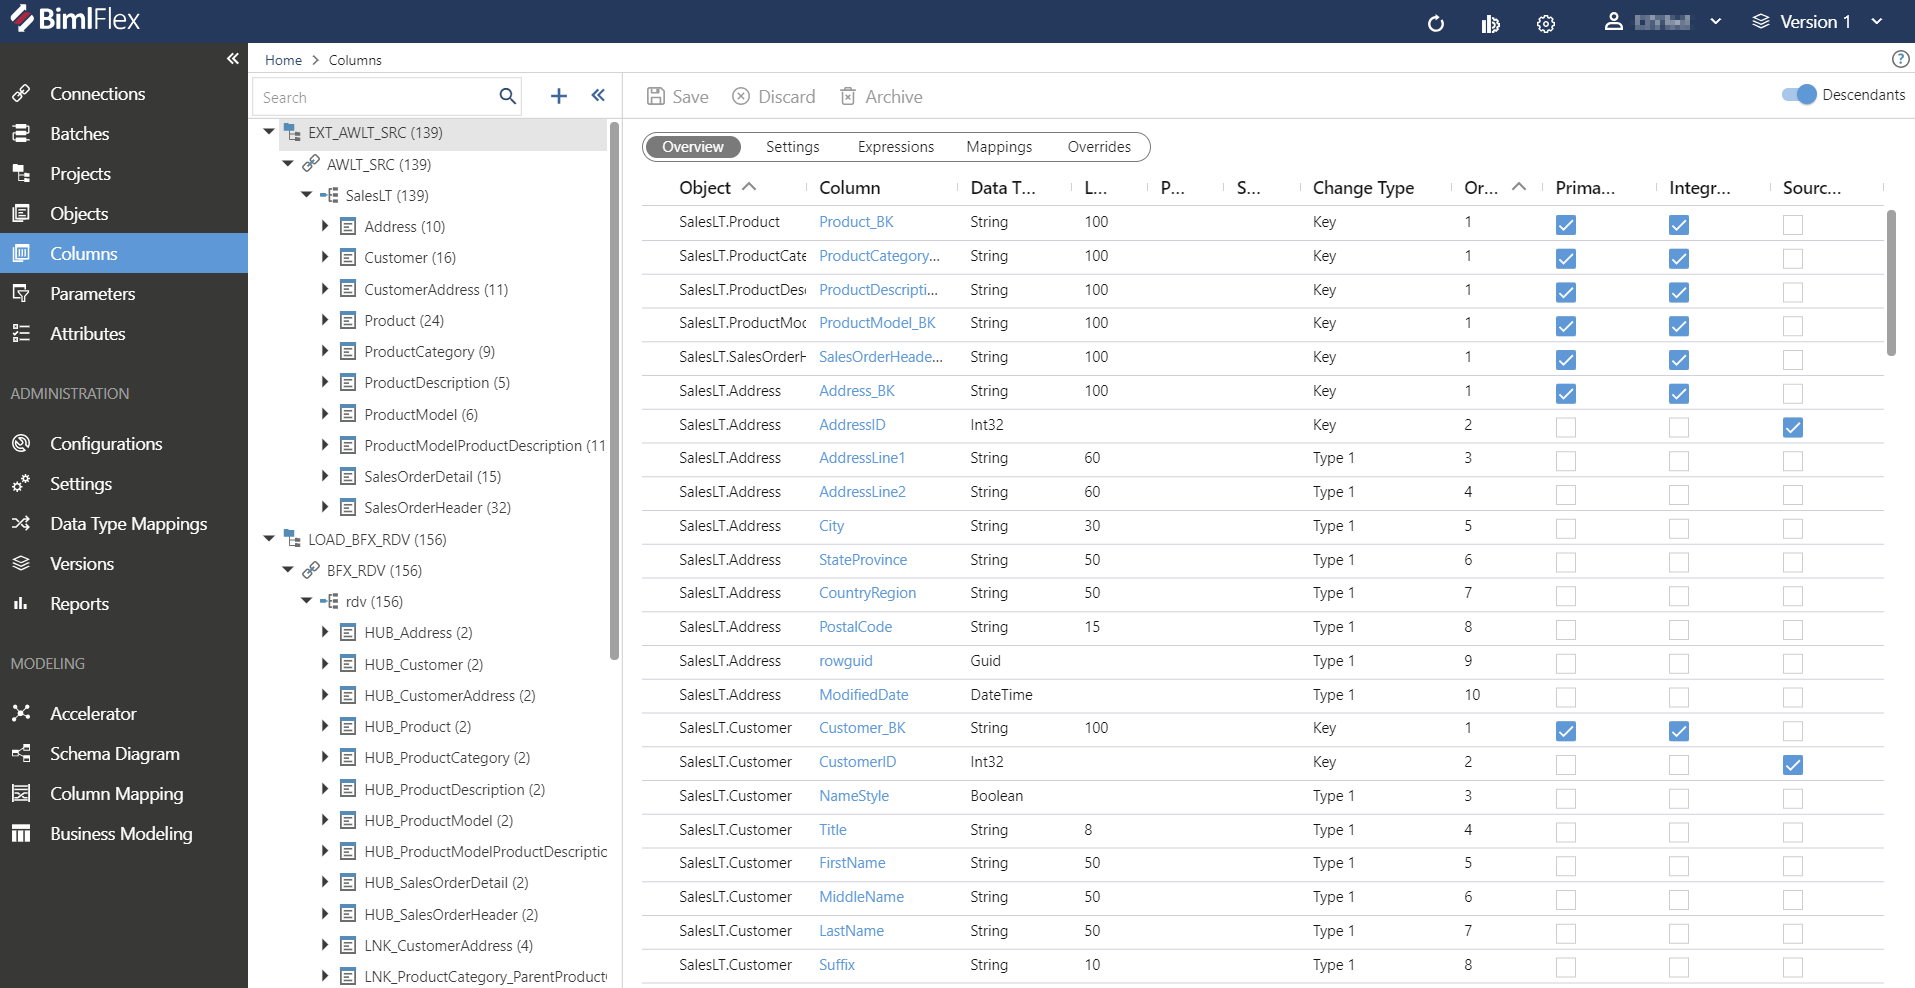 BimlFlex
Version 1
Connections
Batches
Projects
Objects
Columns
Parameters
Attributes
ADMINISTRATION
Configurations
Settings
Data Type Mappings
Versions
Reports
MODELING
Accelerator
Schema Diagram
Column Mapping
Business Modeling
Home > Columns
Search
EXT_AWLT_SRC (139)
AWLT_SRC (139)
SalesLT (139)
Address (10)
Customer (16)
CustomerAddress (11)
Product (24)
ProductCategory (9)
ProductDescription (5)
ProductModel (6)
ProductModelProductDescription (11
SalesOrderDetail (15)
SalesOrderHeader (32)
LOAD_BFX_RDV (156)
BFX_RDV (156)
rdv (156)
HUB_Address (2)
HUB_Customer (2)
HUB_CustomerAddress (2)
HUB_Product (2)
HUB_ProductCategory (2)
HUB_ProductDescription (2)
HUB_ProductModel (2)
HUB_ProductModelProductDescriptic
HUB_SalesOrderDetail (2)
HUB_SalesOrderHeader (2)
LNK_CustomerAddress (4)
LNK_ProductCategory_ParentProduct
Save Discard Archive Descendants
Overview Settings Expressions Mappings Overrides
Object Column Data T... L... P... S... Change Type Or... Prima... Integr... Sourc...
SalesLT.Product Product_BK String 100 Key 1
SalesLT.ProductCate ProductCategory... String 100 Key 1
SalesLT.ProductDesc ProductDescripti... String 100 Key 1
SalesLT.ProductMoc ProductModel_BK String 100 Key 1
SalesLT.SalesOrderH SalesOrderHeade... String 100 Key 1
SalesLT.Address Address_BK String 100 Key 1
SalesLT.Address AddressID Int32 Key 2
SalesLT.Address AddressLine1 String 60 Type 1 3
SalesLT.Address AddressLine2 String 60 Type 1 4
SalesLT.Address City String 30 Type 1 5
SalesLT.Address StateProvince String 50 Type 1 6
SalesLT.Address CountryRegion String 50 Type 1 7
SalesLT.Address PostalCode String 15 Type 1 8
SalesLT.Address rowguid Guid Type 1 9
SalesLT.Address ModifiedDate DateTime Type 1 10
SalesLT.Customer Customer_BK String 100 Key 1
SalesLT.Customer CustomerID Int32 Key 2
SalesLT.Customer NameStyle Boolean Type 1 3
SalesLT.Customer Title String 8 Type 1 4
SalesLT.Customer FirstName String 50 Type 1 5
SalesLT.Customer MiddleName String 50 Type 1 6
SalesLT.Customer LastName String 50 Type 1 7
SalesLT.Customer Suffix String 10 Type 1 8